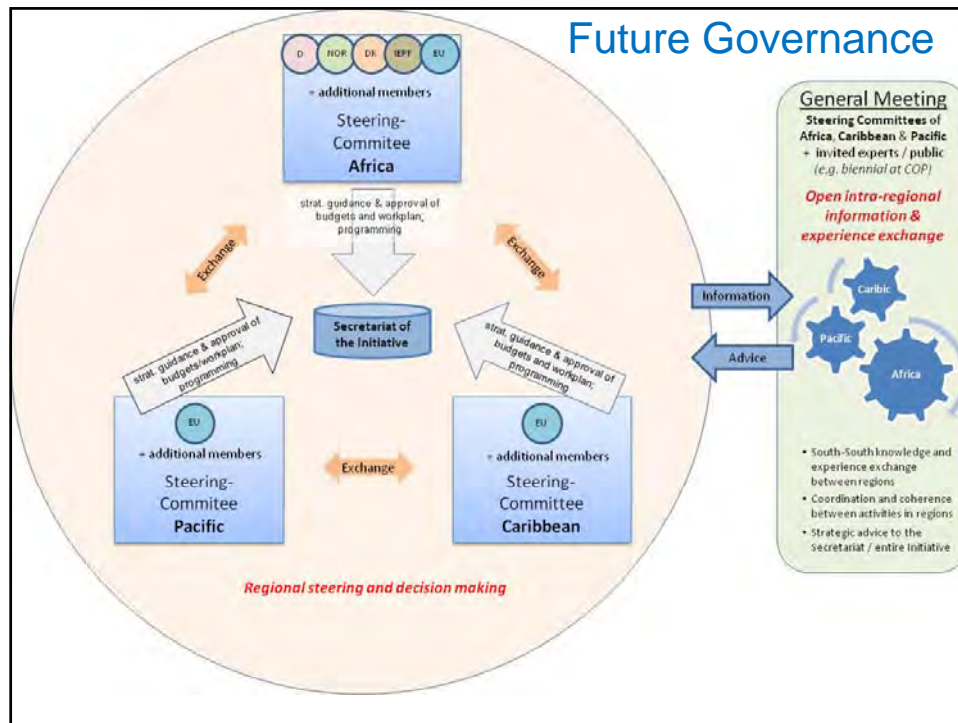 Future Governance
D
NOR
DK
IEPF
EU
+ additional members
Steering-
Commitee
Africa
strat. guidance & approval of
budgets and workplan;
programming
Exchange
Exchange
Secretariat of
the Initiative
strat. guidance & approval of
budgets/workplan;
programming
strat. guidance & approval of
budgets and workplan;
programming
EU
+ additional members
Steering-
Commitee
Pacific
Exchange
EU
+ additional members
Steering-
Commitee
Caribbean
Regional steering and decision making
Information
Advice
General Meeting
Steering Committees of
Africa, Caribbean & Pacific
+ invited experts / public
(e.g. biennial at COP)
Open intra-regional
information &
experience exchange
Caribic
Pacific
Africa
• South-South knowledge and
experience exchange
between regions
• Coordination and coherence
between activities in regions
• Strategic advice to the
Secretariat / entire Initiative